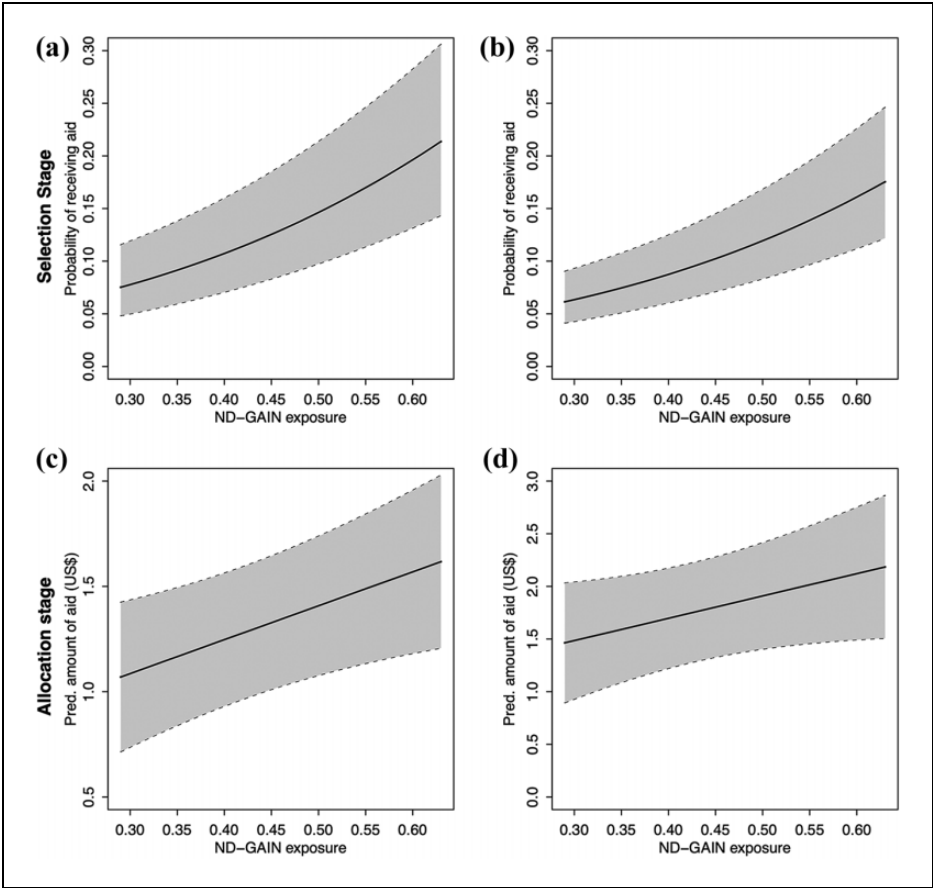 (a)
Selection Stage
Probability of receiving aid
0.00 0.05 0.10 0.15 0.20 0.25 0.30
0.30 0.35 0.40 0.45 0.50 0.55 0.60
ND−GAIN exposure
(b)
Probability of receiving aid
0.00 0.05 0.10 0.15 0.20 0.25 0.30
0.30 0.35 0.40 0.45 0.50 0.55 0.60
ND−GAIN exposure
(c)
Allocation stage
Pred. amount of aid (US$)
0.5 1.0 1.5 2.0
0.30 0.35 0.40 0.45 0.50 0.55 0.60
ND−GAIN exposure
(d)
Pred. amount of aid (US$)
0.0 0.5 1.0 1.5 2.0 2.5 3.0
0.30 0.35 0.40 0.45 0.50 0.55 0.60
ND−GAIN exposure